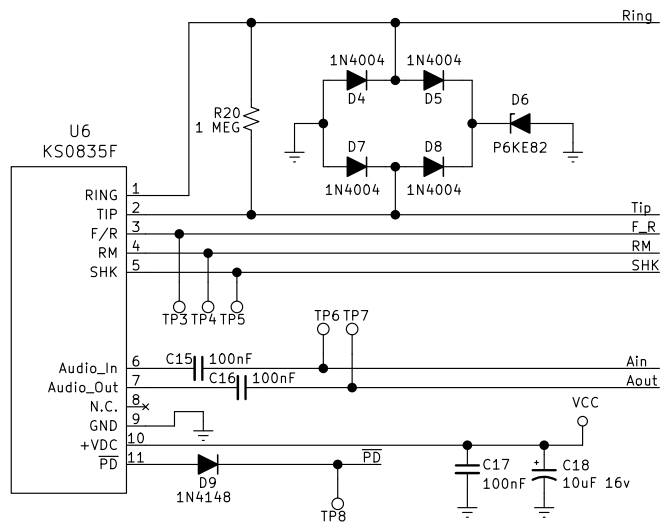 Ring
1N4004 1N4004
D4 D5 D6
R20
1 MEG
P6KE82
U6
KS0835F
D7 D8
1N4004 1N4004
RING 1
TIP 2 Tip
F/R 3 F_R
RM 4 RM
SHK 5 SHK
TP3 TP4 TP5
TP6 TP7
C15 100nF
Audio_In 6 Ain
C16 100nF
Audio_Out 7 Aout
N.C. 8
VCC
GND 9
+VDC 10
PD 11 PD
C17 100nF
+ C18 10uF 16v
D9
1N4148
TP8